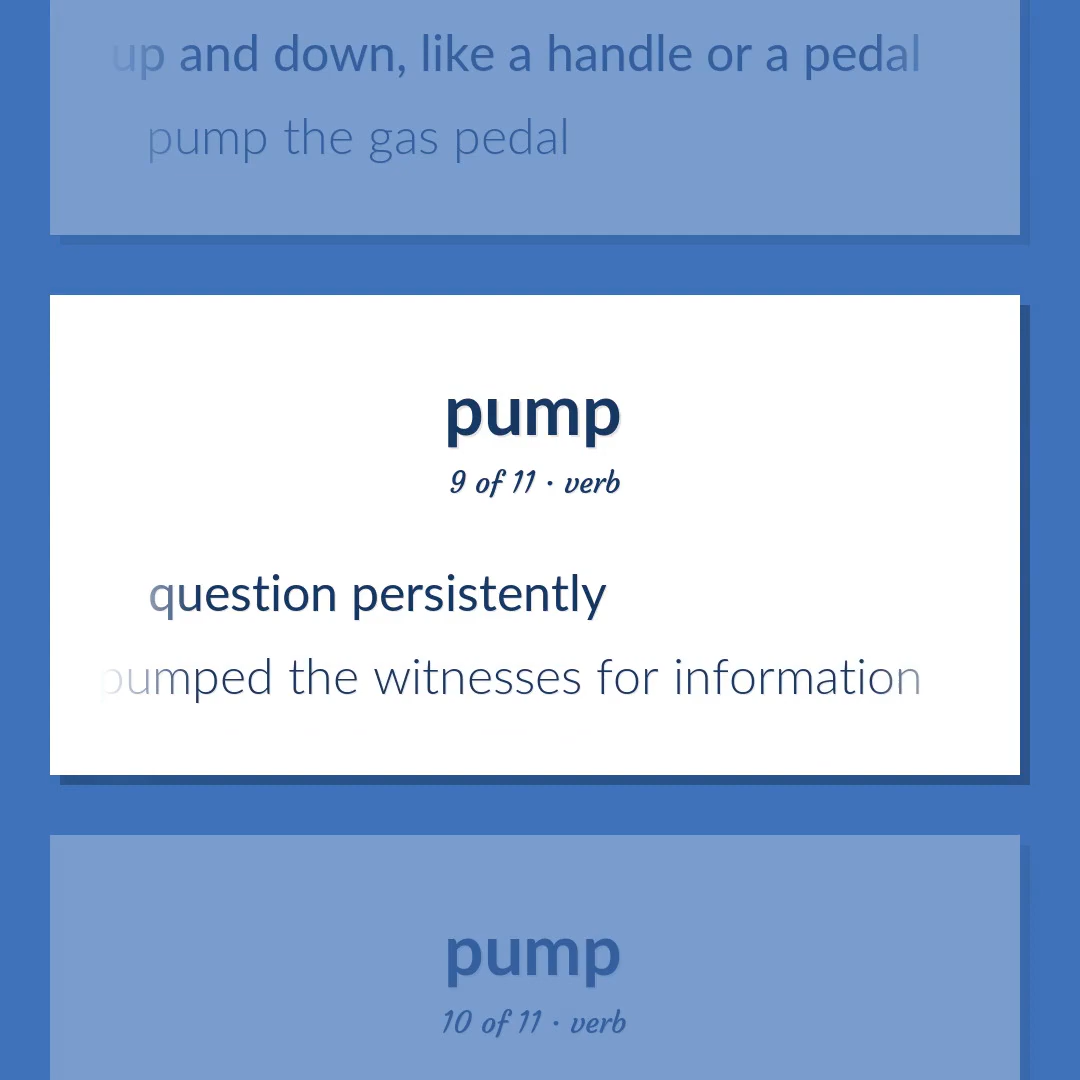 up and down, like a handle or a pedal
pump the gas pedal
pump
9 of 11 · verb
question persistently
pumped the witnesses for information
pump
10 of 11 · verb